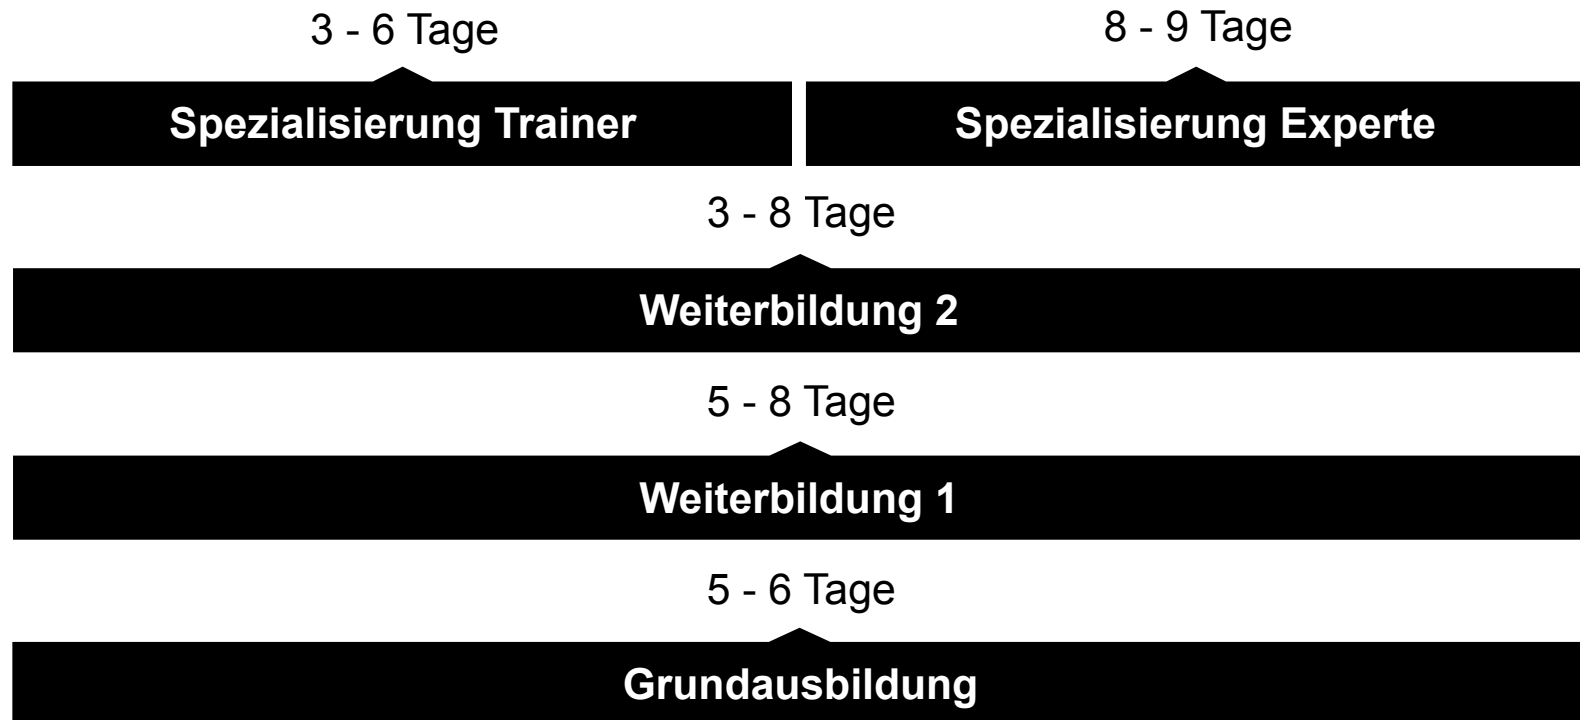 3 - 6 Tage
8 - 9 Tage
Spezialisierung Trainer
Spezialisierung Experte
3 - 8 Tage
Weiterbildung 2
5 - 8 Tage
Weiterbildung 1
5 - 6 Tage
Grundausbildung